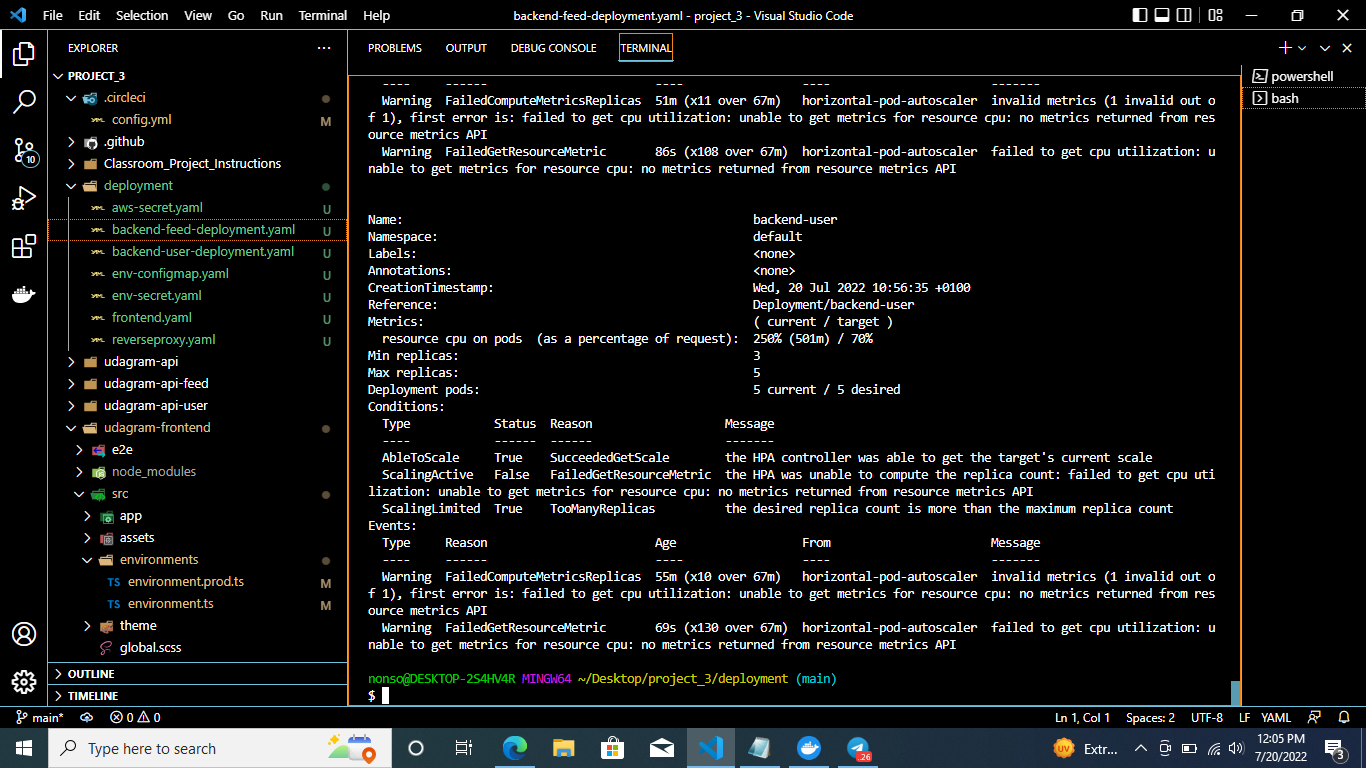 File Edit Selection View Go Run Terminal Help backend-feed-deployment.yaml - project_3 - Visual Studio Code
EXPLORER
PROJECT_3
.circleci
config.yml M
.github
Classroom_Project_Instructions
deployment
aws-secret.yaml U
backend-feed-deployment.yaml U
backend-user-deployment.yaml U
env-configmap.yaml U
env-secret.yaml U
frontend.yaml U
reverseproxy.yaml U
udagram-api
udagram-api-feed
udagram-api-user
udagram-frontend
e2e
node_modules
src
app
assets
environments
TS environment.prod.ts M
TS environment.ts M
theme
global.scss
OUTLINE
TIMELINE
10
PROBLEMS OUTPUT DEBUG CONSOLE TERMINAL
powershell
bash
---- ------ ---- ---- -------
Warning FailedComputeMetricsReplicas 51m (x11 over 67m) horizontal-pod-autoscaler invalid metrics (1 invalid out o
f 1), first error is: failed to get cpu utilization: unable to get metrics for resource cpu: no metrics returned from res
ource metrics API
Warning FailedGetResourceMetric 86s (x108 over 67m) horizontal-pod-autoscaler failed to get cpu utilization: u
nable to get metrics for resource cpu: no metrics returned from resource metrics API
Name: backend-user
Namespace: default
Labels: <none>
Annotations: <none>
CreationTimestamp: Wed, 20 Jul 2022 10:56:35 +0100
Reference: Deployment/backend-user
Metrics: ( current / target )
resource cpu on pods (as a percentage of request): 250% (501m) / 70%
Min replicas: 3
Max replicas: 5
Deployment pods: 5 current / 5 desired
Conditions:
Type Status Reason Message
---- ------ ------ -------
AbleToScale True SucceededGetScale the HPA controller was able to get the target's current scale
ScalingActive False FailedGetResourceMetric the HPA was unable to compute the replica count: failed to get cpu uti
lization: unable to get metrics for resource cpu: no metrics returned from resource metrics API
ScalingLimited True TooManyReplicas the desired replica count is more than the maximum replica count
Events:
Type Reason Age From Message
---- ------ ---- ---- -------
Warning FailedComputeMetricsReplicas 55m (x10 over 67m) horizontal-pod-autoscaler invalid metrics (1 invalid out o
f 1), first error is: failed to get cpu utilization: unable to get metrics for resource cpu: no metrics returned from res
ource metrics API
Warning FailedGetResourceMetric 69s (x130 over 67m) horizontal-pod-autoscaler failed to get cpu utilization: u
nable to get metrics for resource cpu: no metrics returned from resource metrics API
nonso@DESKTOP-2S4HV4R MINGW64 ~/Desktop/project_3/deployment (main)
$
main* 0 0 Ln 1, Col 1 Spaces: 2 UTF-8 LF YAML
Type here to search
.26
UV Extr...
12:05 PM
7/20/2022
3